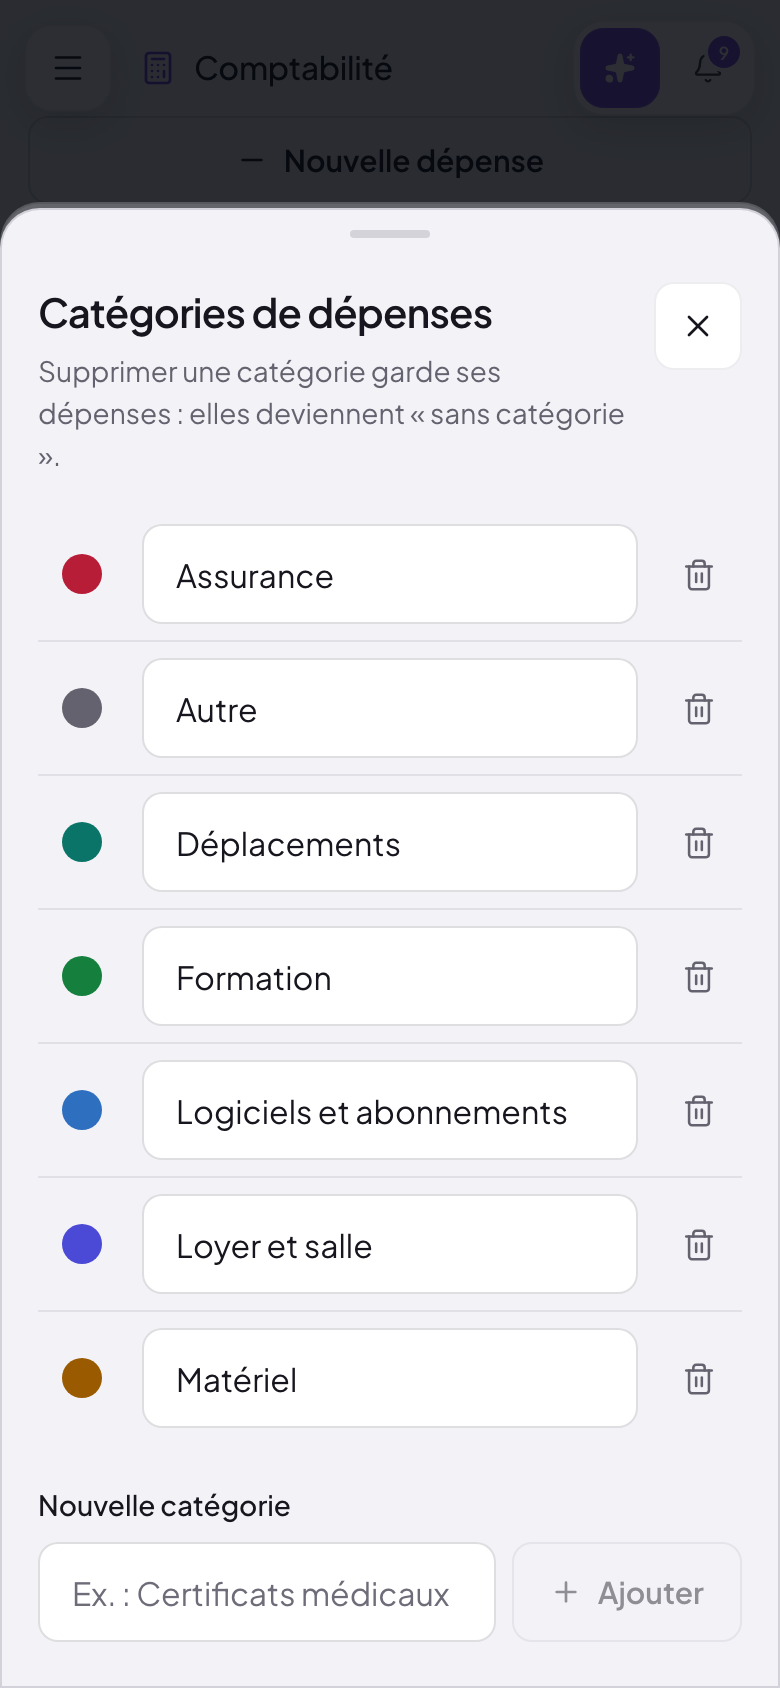 Comptabilité
9
Nouvelle dépense
Catégories de dépenses
Supprimer une catégorie garde ses
dépenses : elles deviennent « sans catégorie
».
Assurance
Autre
Déplacements
Formation
Logiciels et abonnements
Loyer et salle
Matériel
Nouvelle catégorie
Ex. : Certificats médicaux
Ajouter